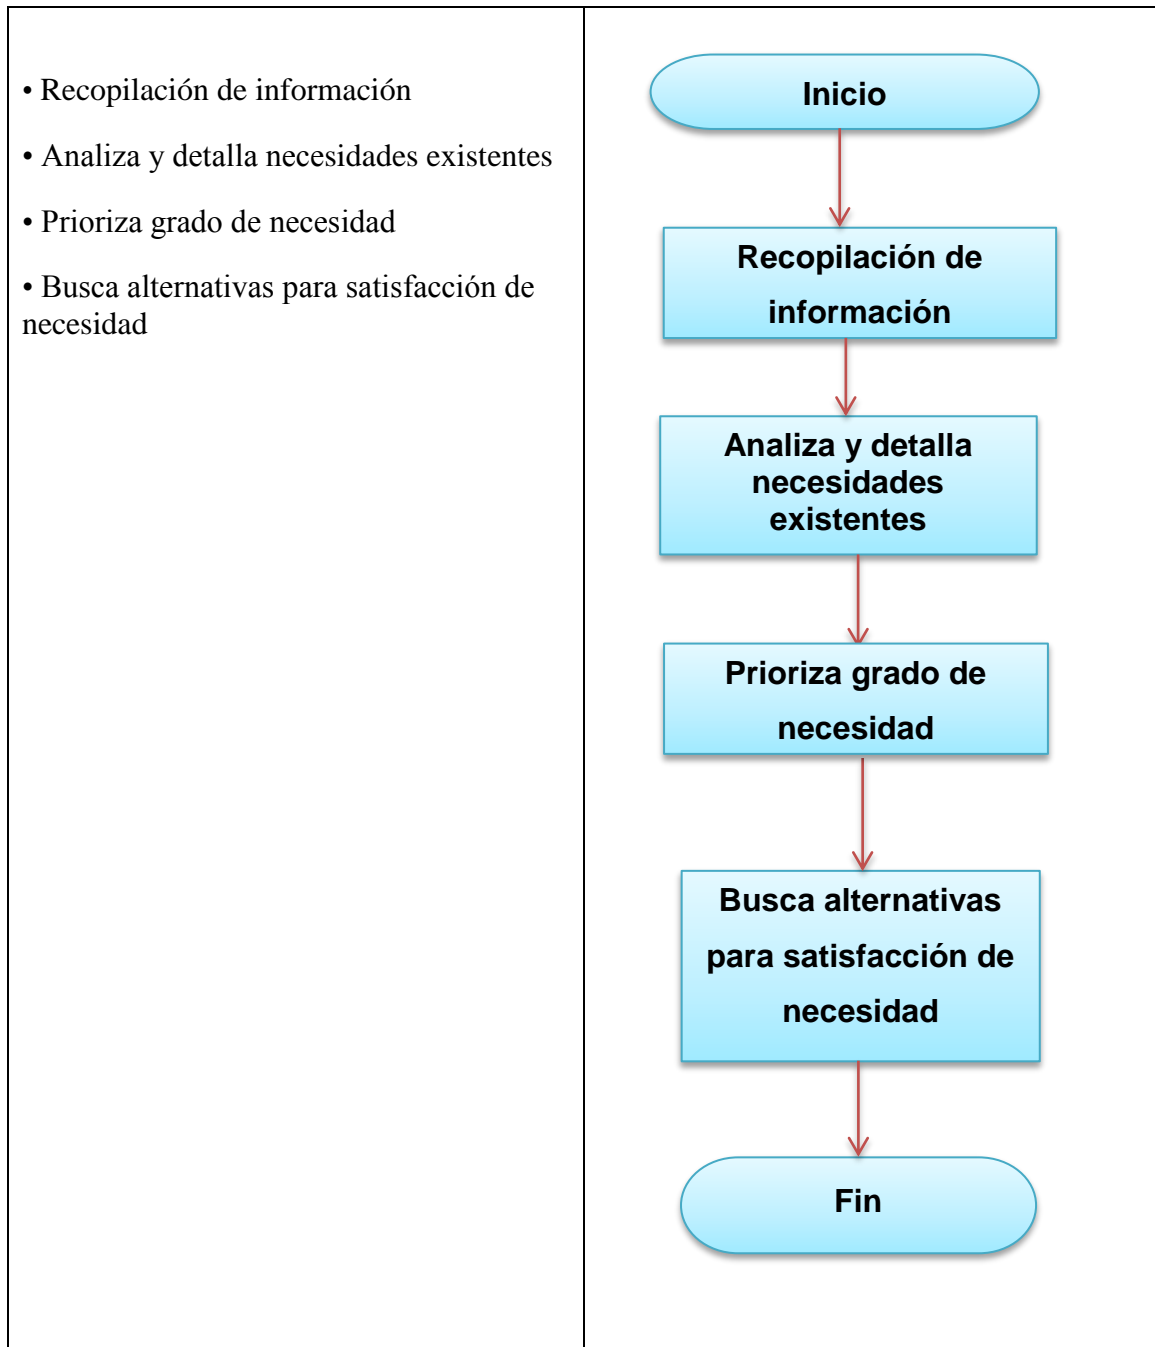 • Recopilación de información
• Analiza y detalla necesidades existentes
• Prioriza grado de necesidad
• Busca alternativas para satisfacción de
necesidad
Inicio
Recopilación de
información
Analiza y detalla
necesidades
existentes
Prioriza grado de
necesidad
Busca alternativas
para satisfacción de
necesidad
Fin